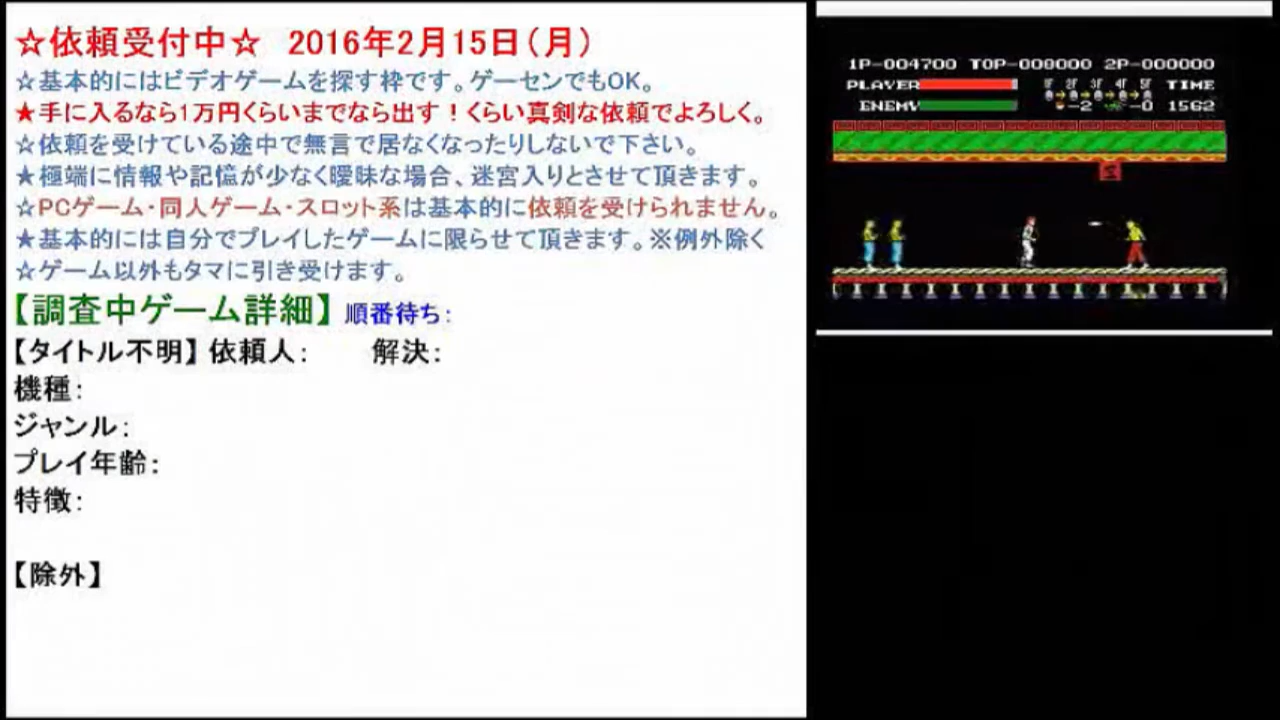 ☆依頼受付中☆ 2016年2月15日(月)
☆基本的にはビデオゲームを探す枠です。ゲーセンでもOK。
★手に入るなら1万円くらいまでなら出す！くらい真剣な依頼でよろしく。
☆依頼を受けている途中で無言で居なくなったりしないで下さい。
★極端に情報や記憶が少なく曖昧な場合、迷宮入りとさせて頂きます。
☆PCゲーム・同人ゲーム・スロット系は基本的に依頼を受けられません。
★基本的には自分でプレイしたゲームに限らせて頂きます。※例外除く
☆ゲーム以外もタマに引き受けます。
【調査中ゲーム詳細】 順番待ち:
【タイトル不明】 依頼人: 解決:
機種:
ジャンル:
プレイ年齢:
特徴:
【除外】
1P-004700 TOP-008000 2P-000000
PLAYER 1F 2F 3F 4F 5F TIME
ENEMY -2 -0 1562